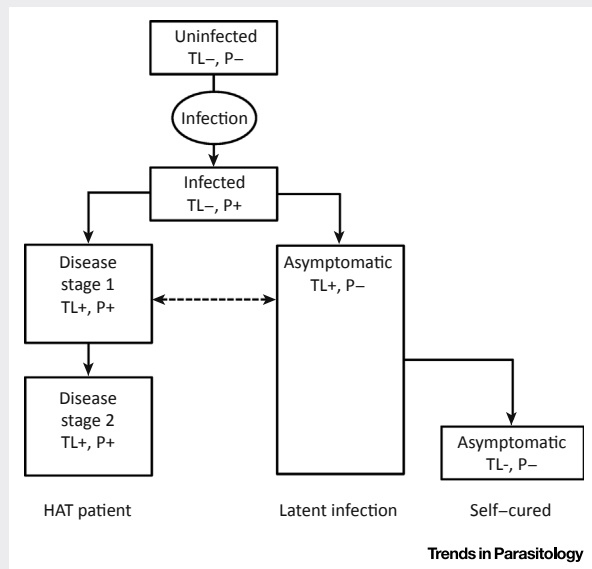 Uninfected
TL–, P–
Infection
Infected
TL–, P+
Disease
stage 1
TL+, P+
Asymptomatic
TL+, P–
Disease
stage 2
TL+, P+
Asymptomatic
TL-, P–
HAT patient
Latent infection
Self–cured
Trends in Parasitology